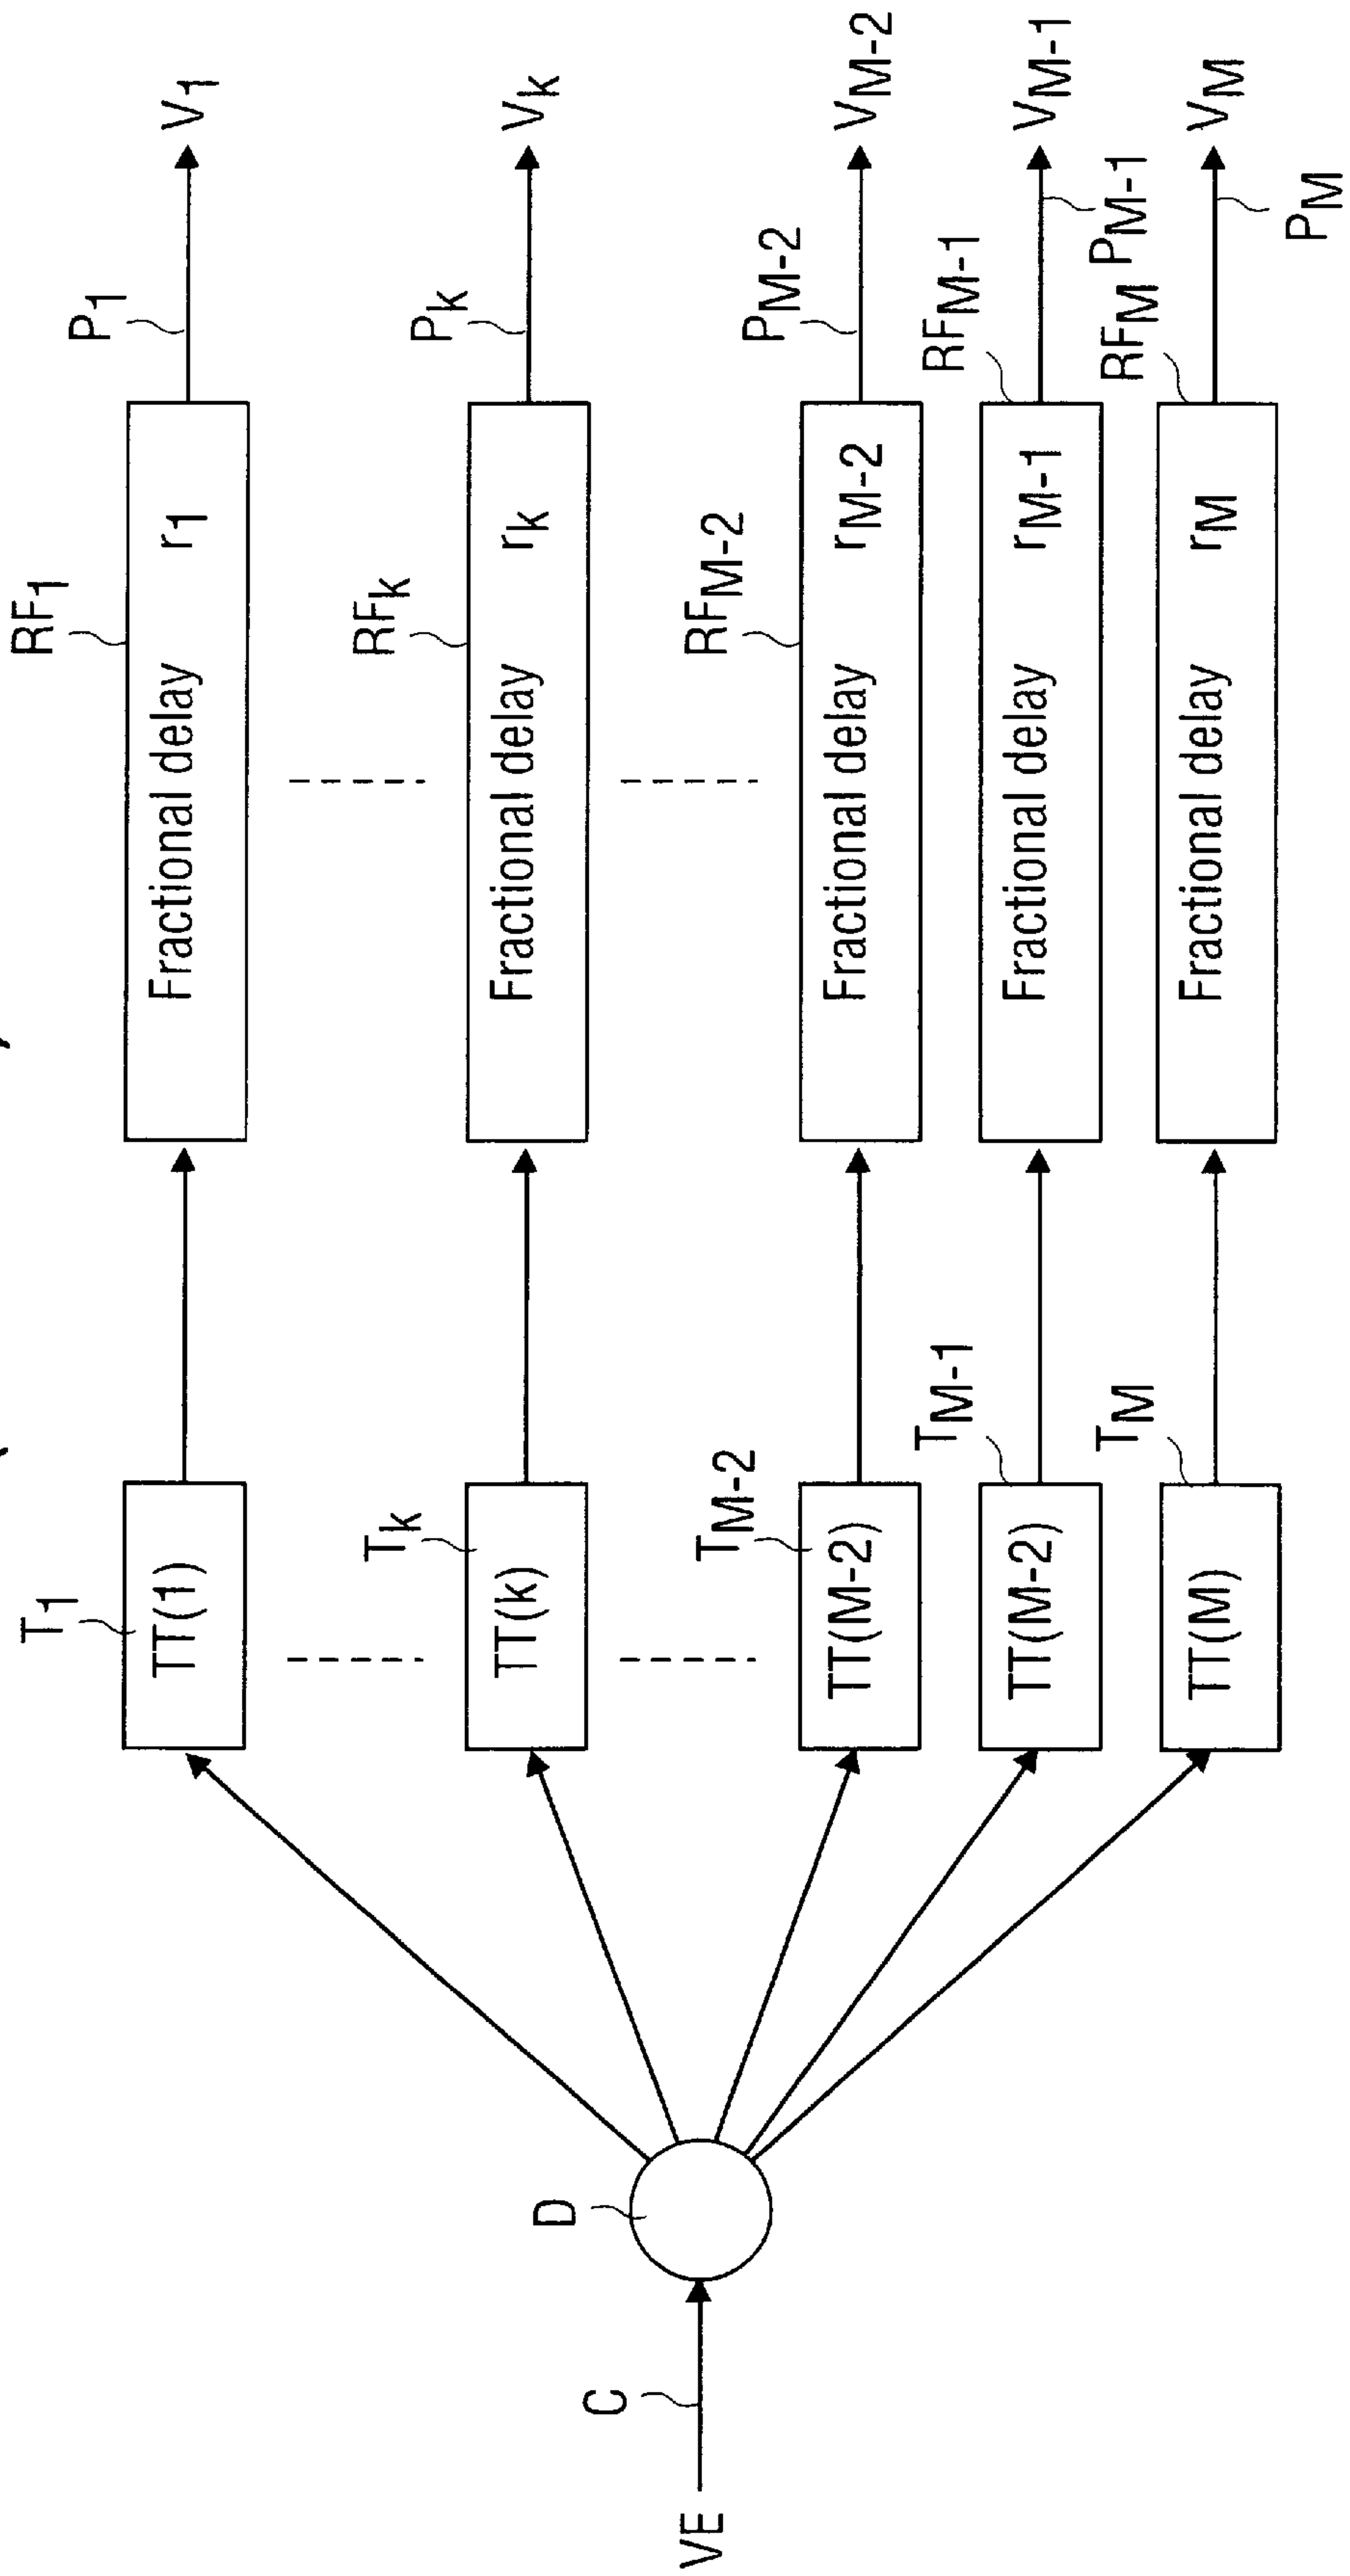 T1 RF1 P1
TT(1) Fractional delay r1 V1
Tk RFk Pk
TT(k) Fractional delay rk Vk
D
C
VE
TM-2 RFM-2 PM-2
TT(M-2) Fractional delay rM-2 VM-2
TM-1 RFM-1
TT(M-2) Fractional delay rM-1 VM-1
PM-1
TM RFM
TT(M) Fractional delay rM VM
PM